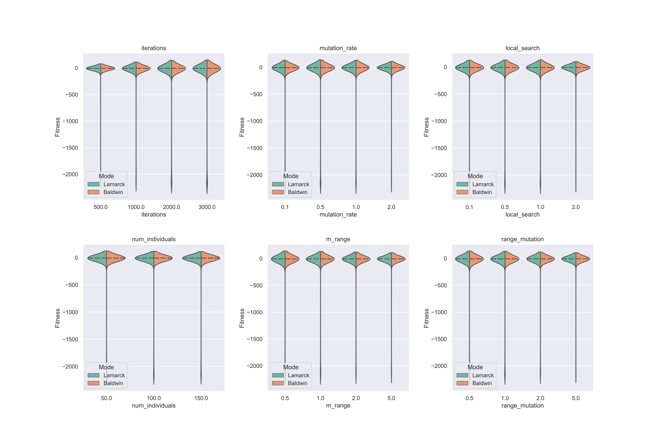 iterations
Fitness
0
−500
−1000
−1500
−2000
Mode
Lamarck
Baldwin
500.0 1000.0 2000.0 3000.0
iterations
mutation_rate
Fitness
0
−500
−1000
−1500
−2000
Mode
Lamarck
Baldwin
0.1 0.5 1.0 2.0
mutation_rate
local_search
Fitness
0
−500
−1000
−1500
−2000
Mode
Lamarck
Baldwin
0.1 0.5 1.0 2.0
local_search
num_individuals
Fitness
0
−500
−1000
−1500
−2000
Mode
Lamarck
Baldwin
50.0 100.0 150.0
num_individuals
m_range
Fitness
0
−500
−1000
−1500
−2000
Mode
Lamarck
Baldwin
0.5 1.0 2.0 5.0
m_range
range_mutation
Fitness
0
−500
−1000
−1500
−2000
Mode
Lamarck
Baldwin
0.5 1.0 2.0 5.0
range_mutation